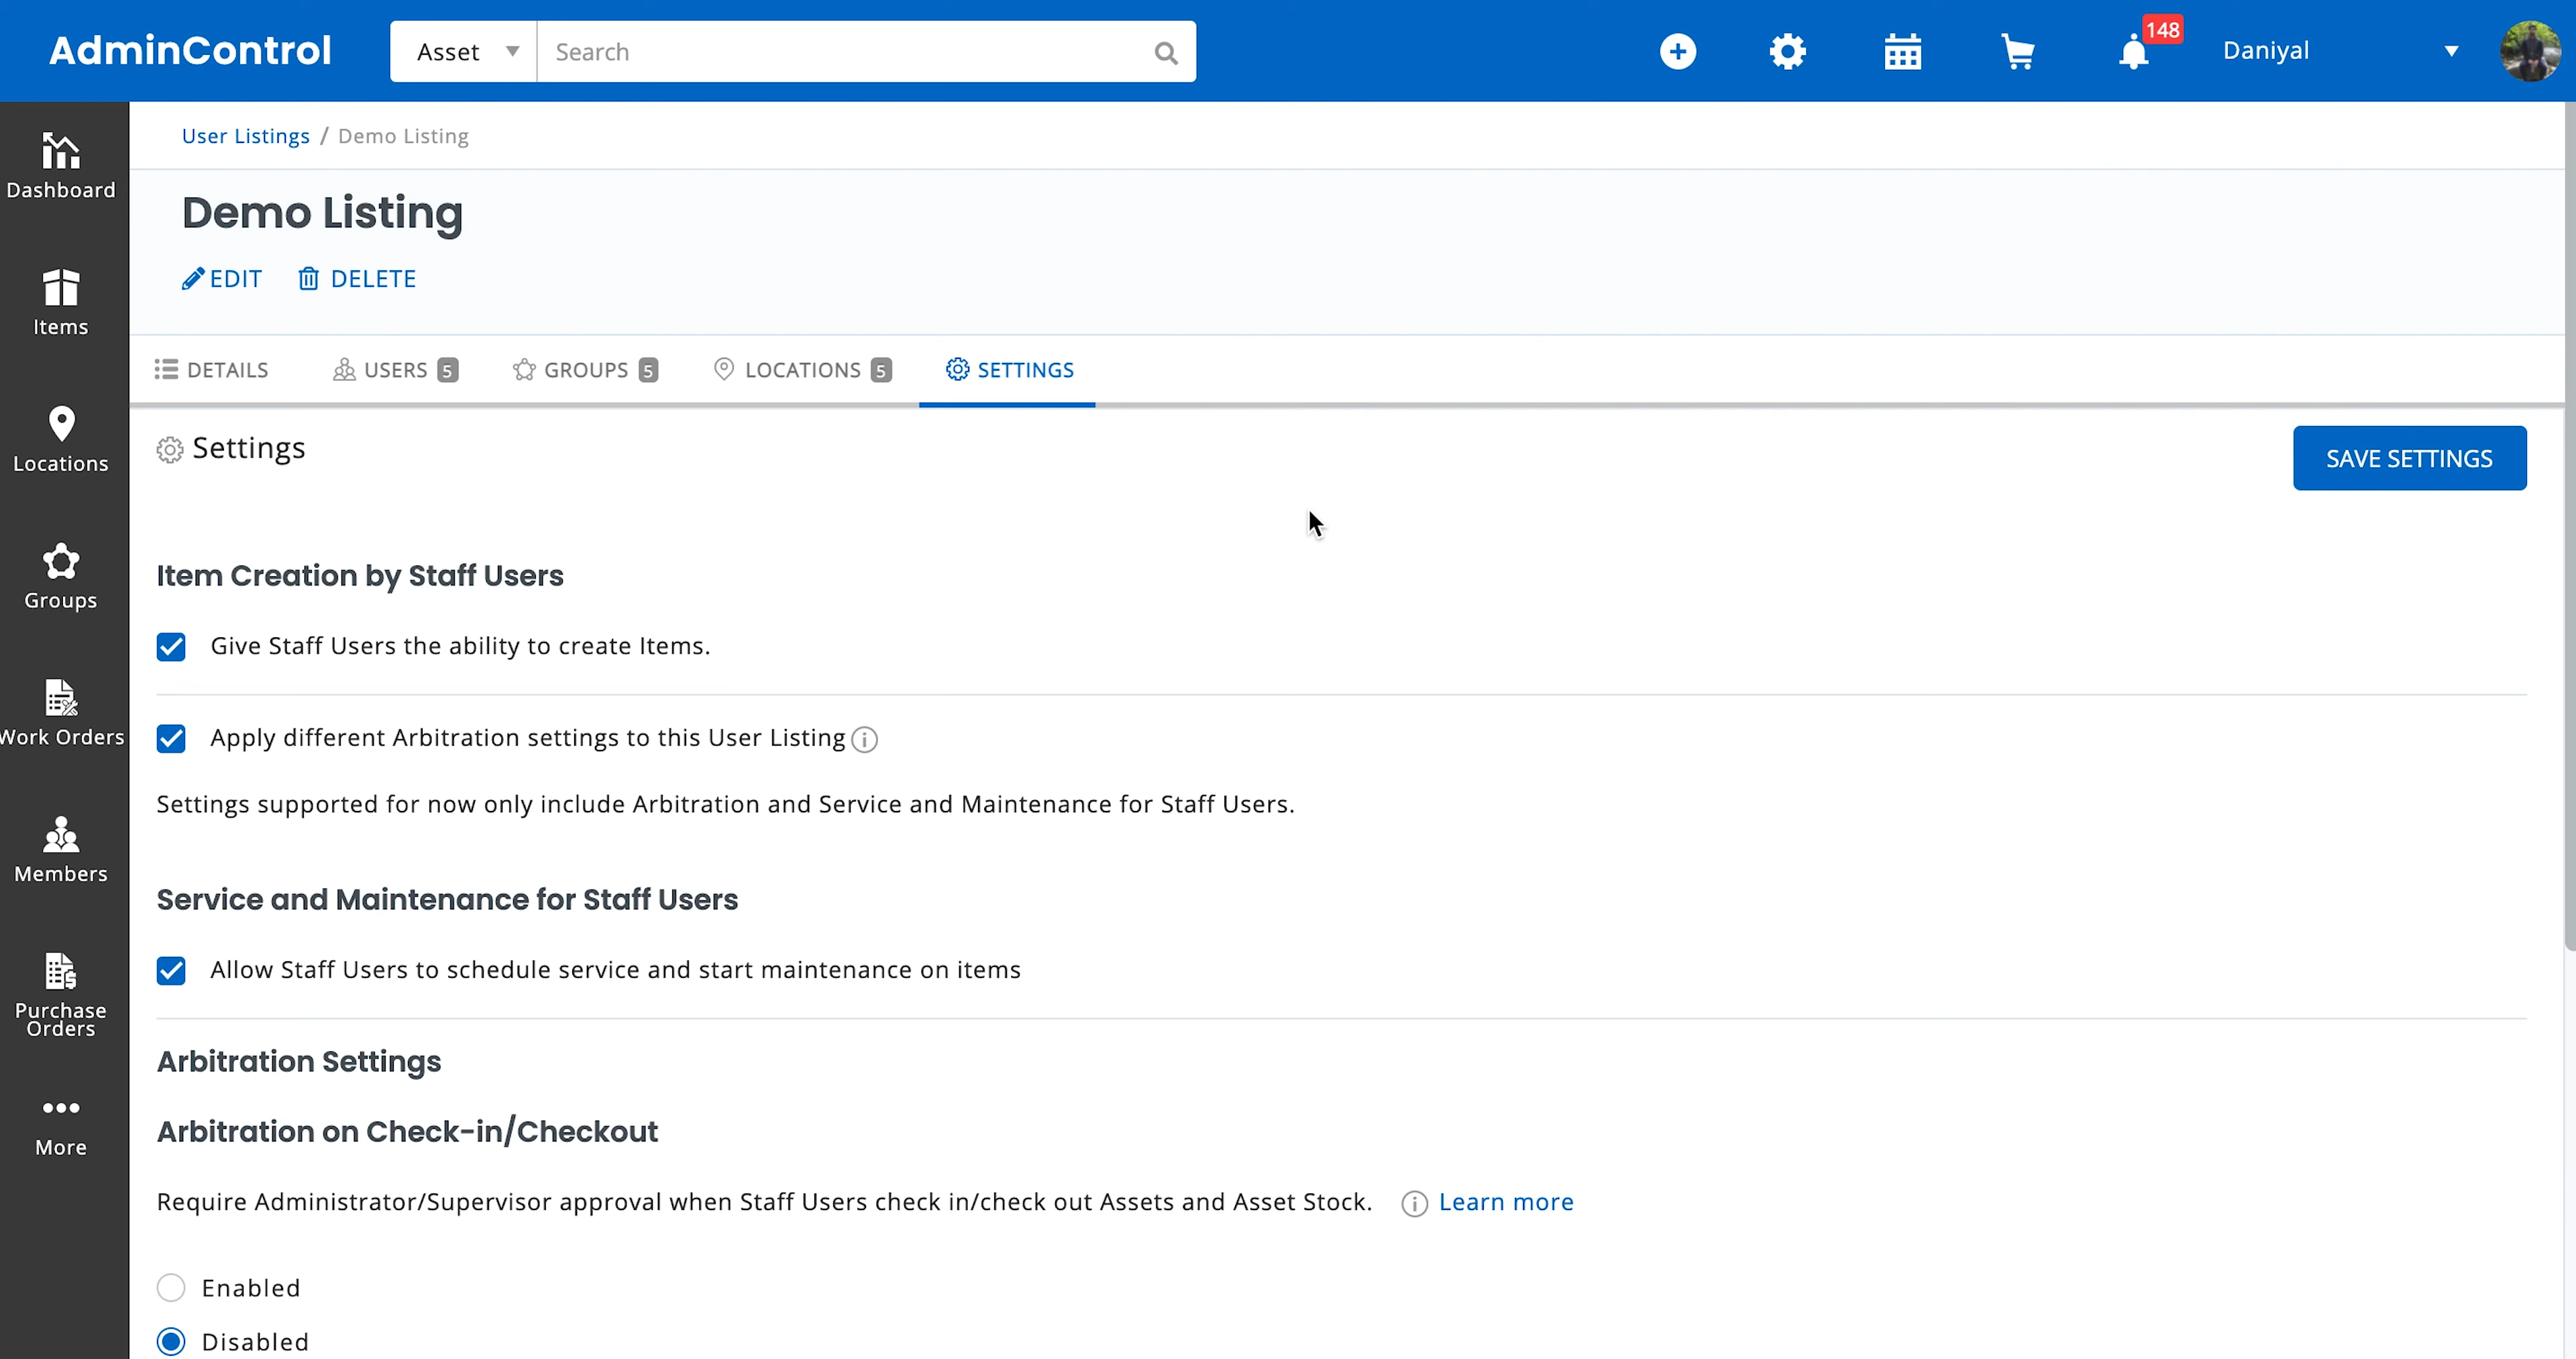 AdminControl
Asset
Search
148
Daniyal
Dashboard
Items
Locations
Groups
Work Orders
Members
Purchase
Orders
More
User Listings / Demo Listing
Demo Listing
EDIT
DELETE
DETAILS
USERS 5
GROUPS 5
LOCATIONS 5
SETTINGS
Settings
SAVE SETTINGS
Item Creation by Staff Users
Give Staff Users the ability to create Items.
Apply different Arbitration settings to this User Listing
Settings supported for now only include Arbitration and Service and Maintenance for Staff Users.
Service and Maintenance for Staff Users
Allow Staff Users to schedule service and start maintenance on items
Arbitration Settings
Arbitration on Check-in/Checkout
Require Administrator/Supervisor approval when Staff Users check in/check out Assets and Asset Stock. Learn more
Enabled
Disabled